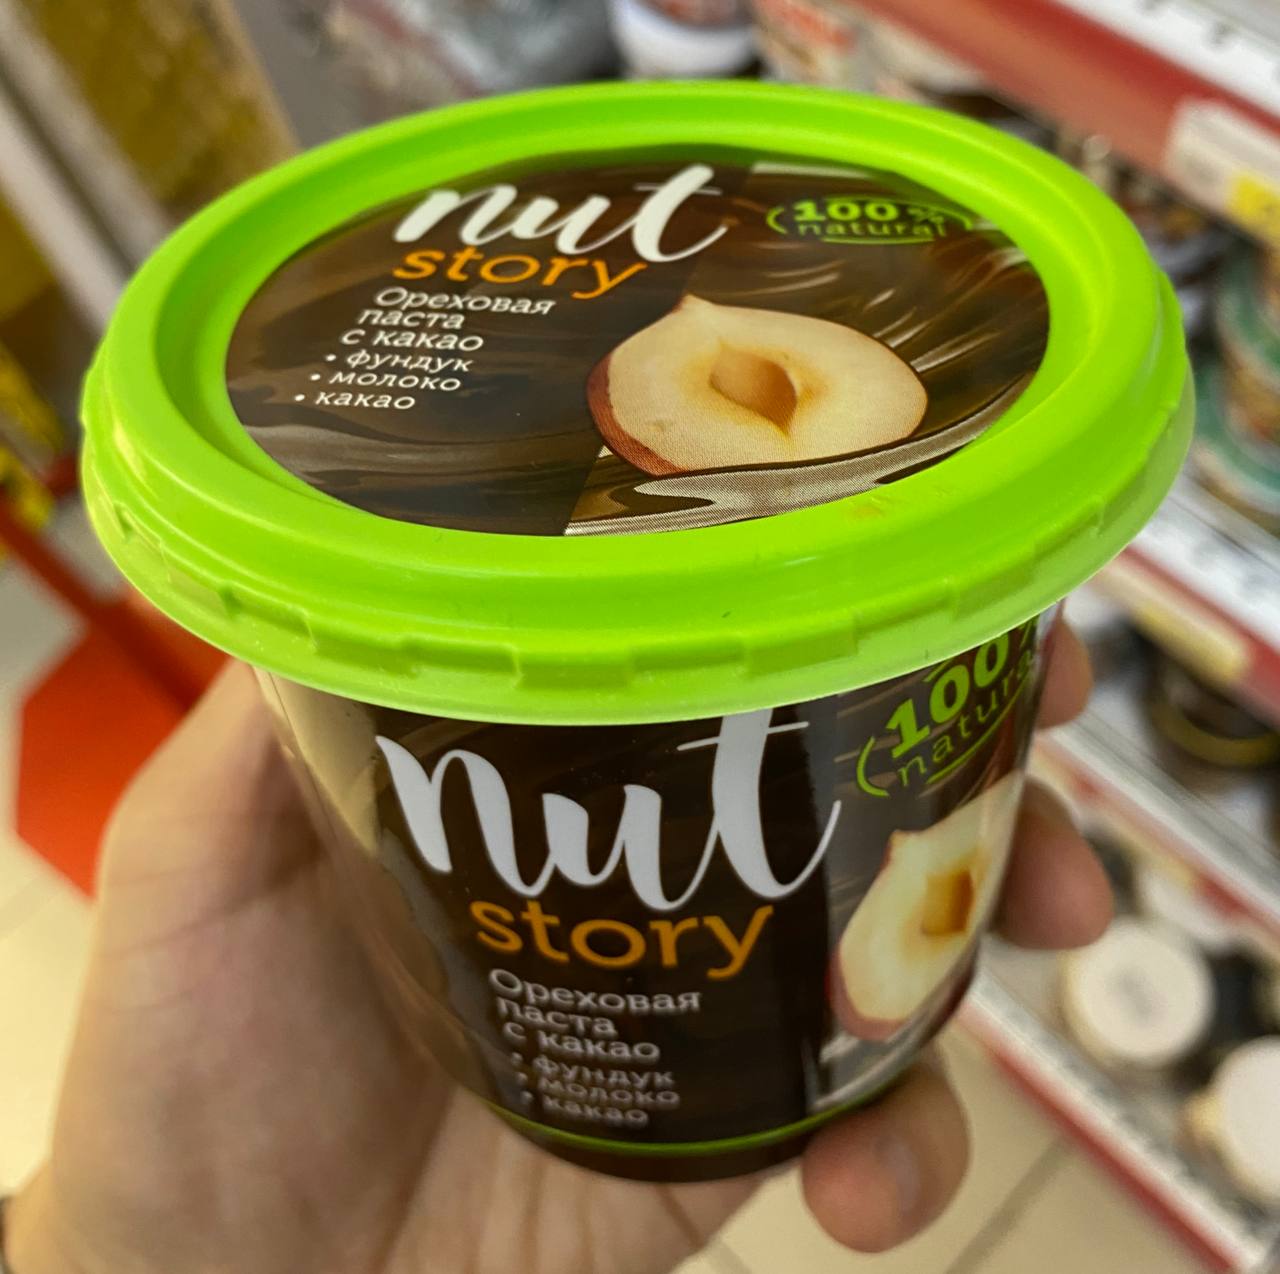 nut
story
100%
natural
Ореховая
паста
с какао
• фундук
• молоко
• какао
nut
story
100%
natural
Ореховая
паста
с какао
• фундук
• молоко
• какао